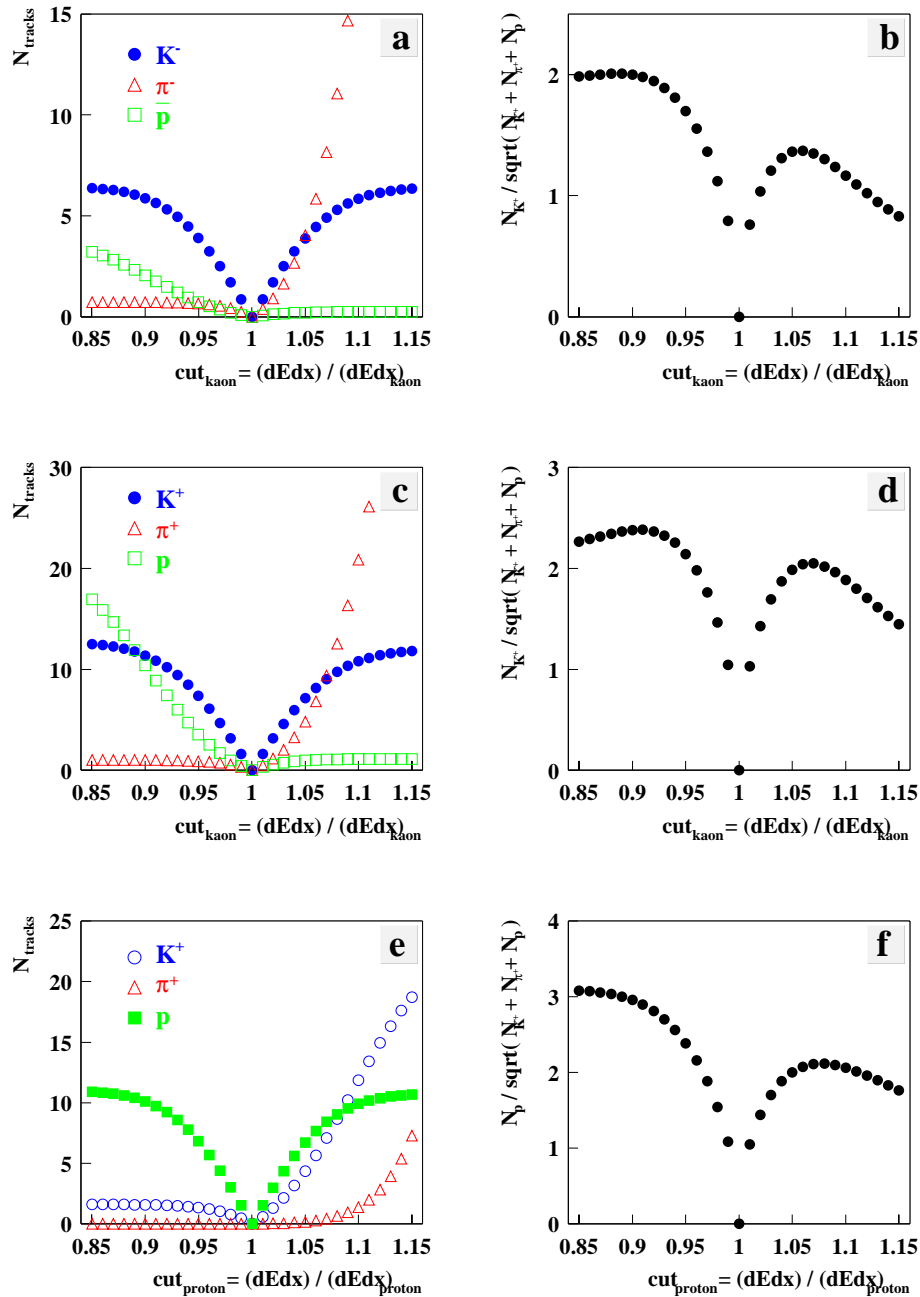 N_tracks
15
10
5
0
K⁻
π⁻
p̅
a
0.85 0.9 0.95 1 1.05 1.1 1.15
cut_kaon = (dEdx) / (dEdx)_kaon
N_K⁺ / sqrt( N_K⁺ + N_π⁺ + N_p )
2
1
0
b
0.85 0.9 0.95 1 1.05 1.1 1.15
cut_kaon = (dEdx) / (dEdx)_kaon
N_tracks
30
20
10
0
K⁺
π⁺
p
c
0.85 0.9 0.95 1 1.05 1.1 1.15
cut_kaon = (dEdx) / (dEdx)_kaon
N_K⁺ / sqrt( N_K⁺ + N_π⁺ + N_p )
3
2
1
0
d
0.85 0.9 0.95 1 1.05 1.1 1.15
cut_kaon = (dEdx) / (dEdx)_kaon
N_tracks
25
20
15
10
5
0
K⁺
π⁺
p
e
0.85 0.9 0.95 1 1.05 1.1 1.15
cut_proton = (dEdx) / (dEdx)_proton
N_p / sqrt( N_K⁺ + N_π⁺ + N_p )
4
3
2
1
0
f
0.85 0.9 0.95 1 1.05 1.1 1.15
cut_proton = (dEdx) / (dEdx)_proton